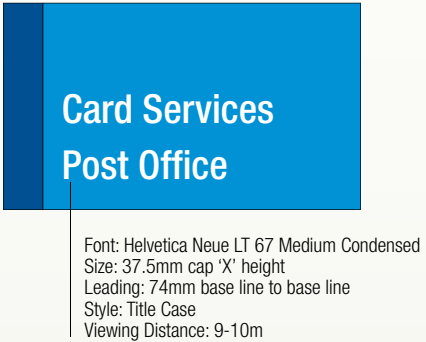 Card Services
Post Office
Font: Helvetica Neue LT 67 Medium Condensed
Size: 37.5mm cap ‘X’ height
Leading: 74mm base line to base line
Style: Title Case
Viewing Distance: 9-10m